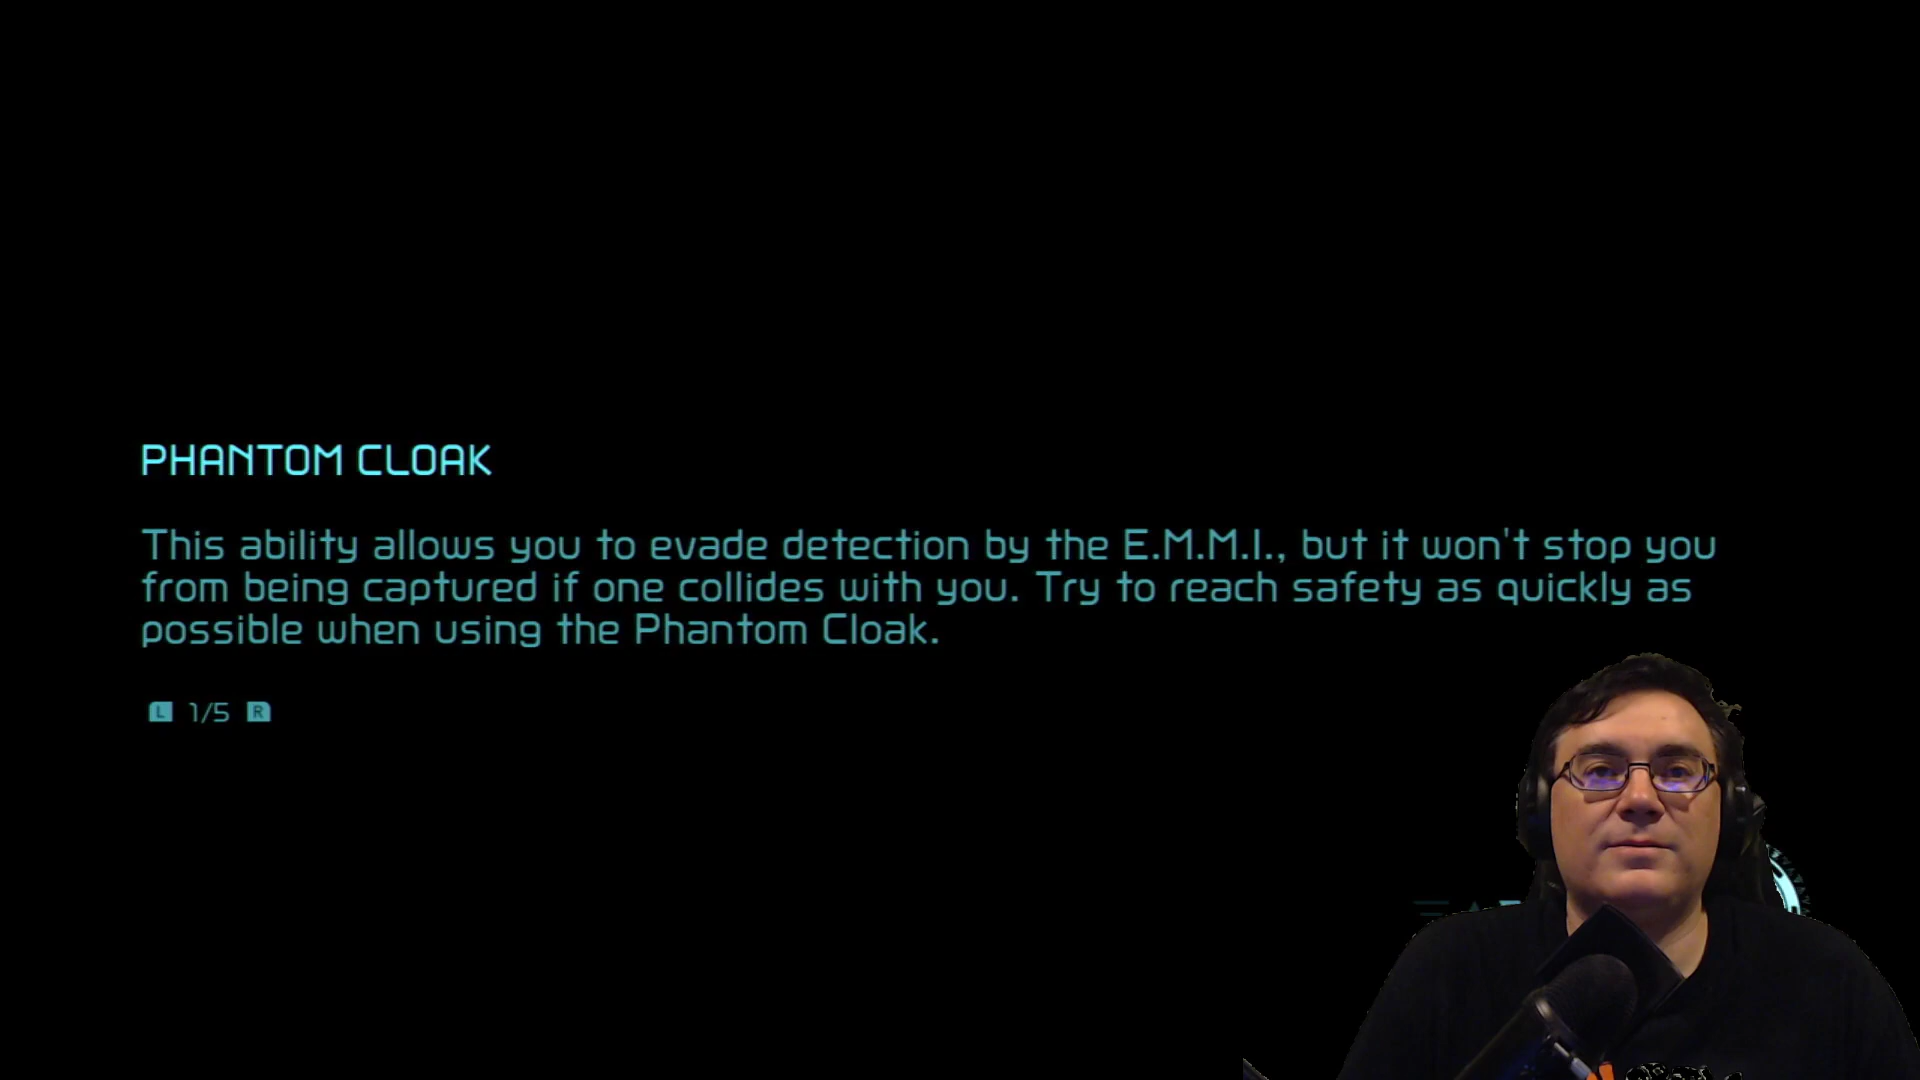 PHANTOM CLOAK
This ability allows you to evade detection by the E.M.M.I., but it won't stop you
from being captured if one collides with you. Try to reach safety as quickly as
possible when using the Phantom Cloak.
L 1/5 R